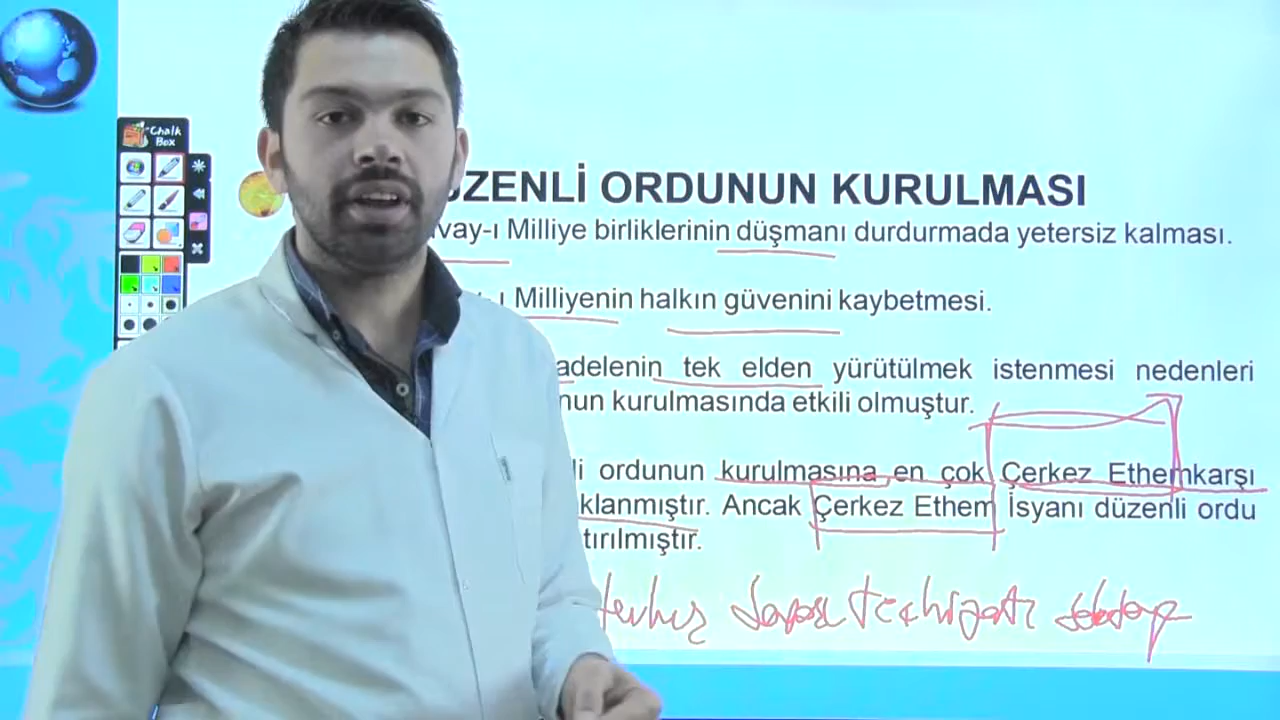 Chalk
Box
ZENLİ ORDUNUN KURULMASI
vay-ı Milliye birliklerinin düşmanı durdurmada yetersiz kalması.
ı Milliyenin halkın güvenini kaybetmesi.
adelenin tek elden yürütülmek istenmesi nedenleri
nun kurulmasında etkili olmuştur.
li ordunun kurulmasına en çok Çerkez Ethemkarşı
klanmıştır. Ancak Çerkez Ethem İsyanı düzenli ordu
tırılmıştır.